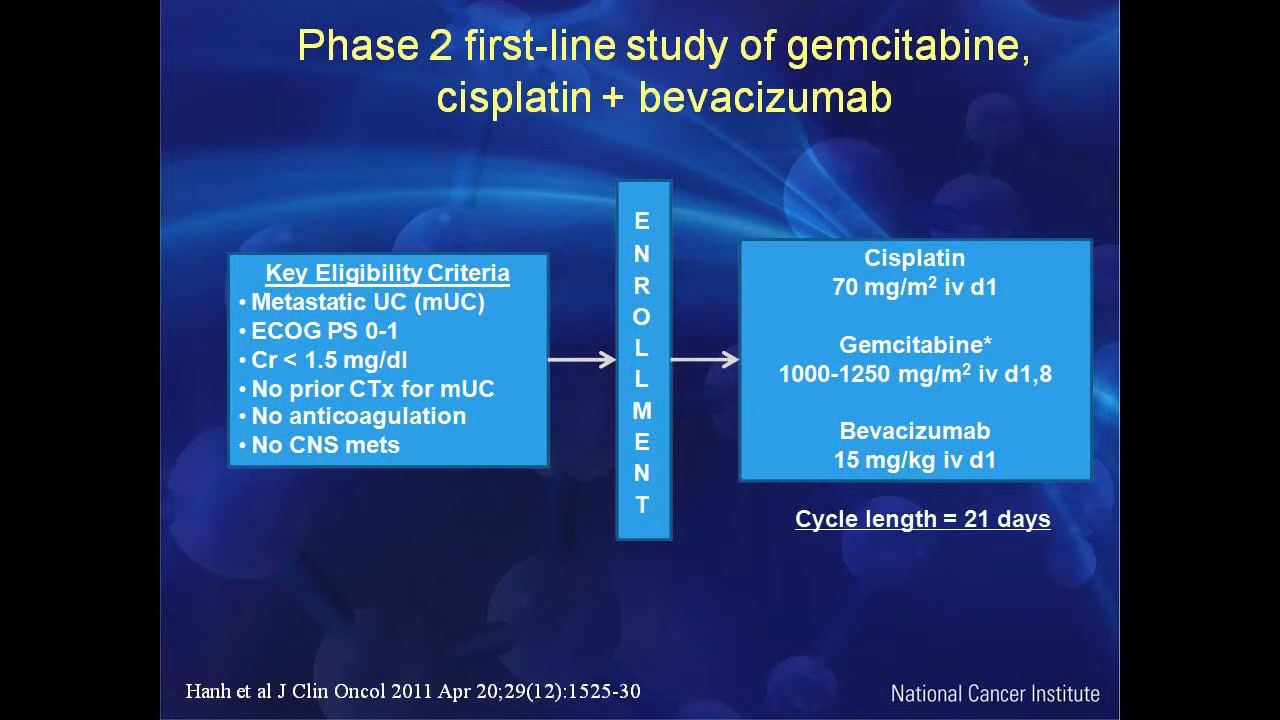 Phase 2 first-line study of gemcitabine,
cisplatin + bevacizumab
Key Eligibility Criteria
• Metastatic UC (mUC)
• ECOG PS 0-1
• Cr < 1.5 mg/dl
• No prior CTx for mUC
• No anticoagulation
• No CNS mets
E
N
R
O
L
L
M
E
N
T
Cisplatin
70 mg/m² iv d1
Gemcitabine*
1000-1250 mg/m² iv d1,8
Bevacizumab
15 mg/kg iv d1
Cycle length = 21 days
Hanh et al J Clin Oncol 2011 Apr 20;29(12):1525-30
National Cancer Institute